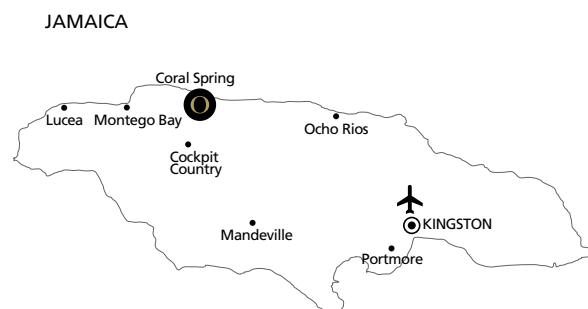 JAMAICA
Coral Spring
O
Lucea
Montego Bay
Ocho Rios
Cockpit
Country
KINGSTON
Mandeville
Portmore